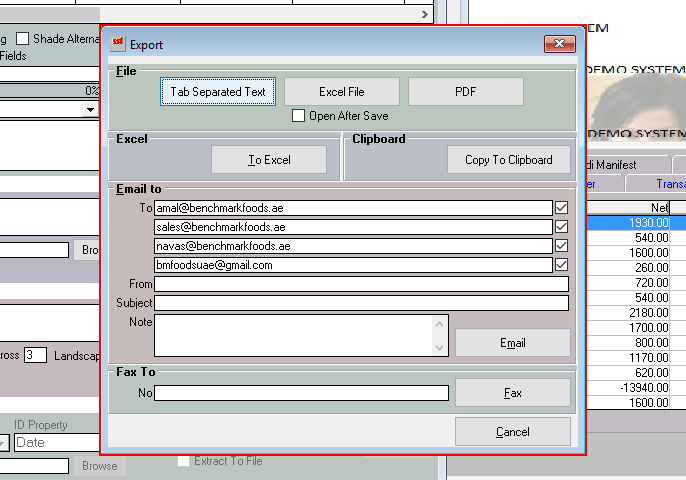 EM
g Shade Alterna
Fields
0%
Export
File
Tab Separated Text Excel File PDF
Open After Save
DEMO SYSTEM
DEMO SYSTEM
Excel
To Excel
Clipboard
Copy To Clipboard
di Manifest
er Transa
Email to
To amal@benchmarkfoods.ae
sales@benchmarkfoods.ae
navas@benchmarkfoods.ae
bmfoodsuae@gmail.com
From
Subject
Note
Email
Bro
Net
1930.00
540.00
1600.00
260.00
720.00
540.00
2180.00
1700.00
800.00
1170.00
620.00
-13940.00
1600.00
ross 3 Landscap
Fax To
No Fax
Cancel
ID Property
Date
Browse Extract To File